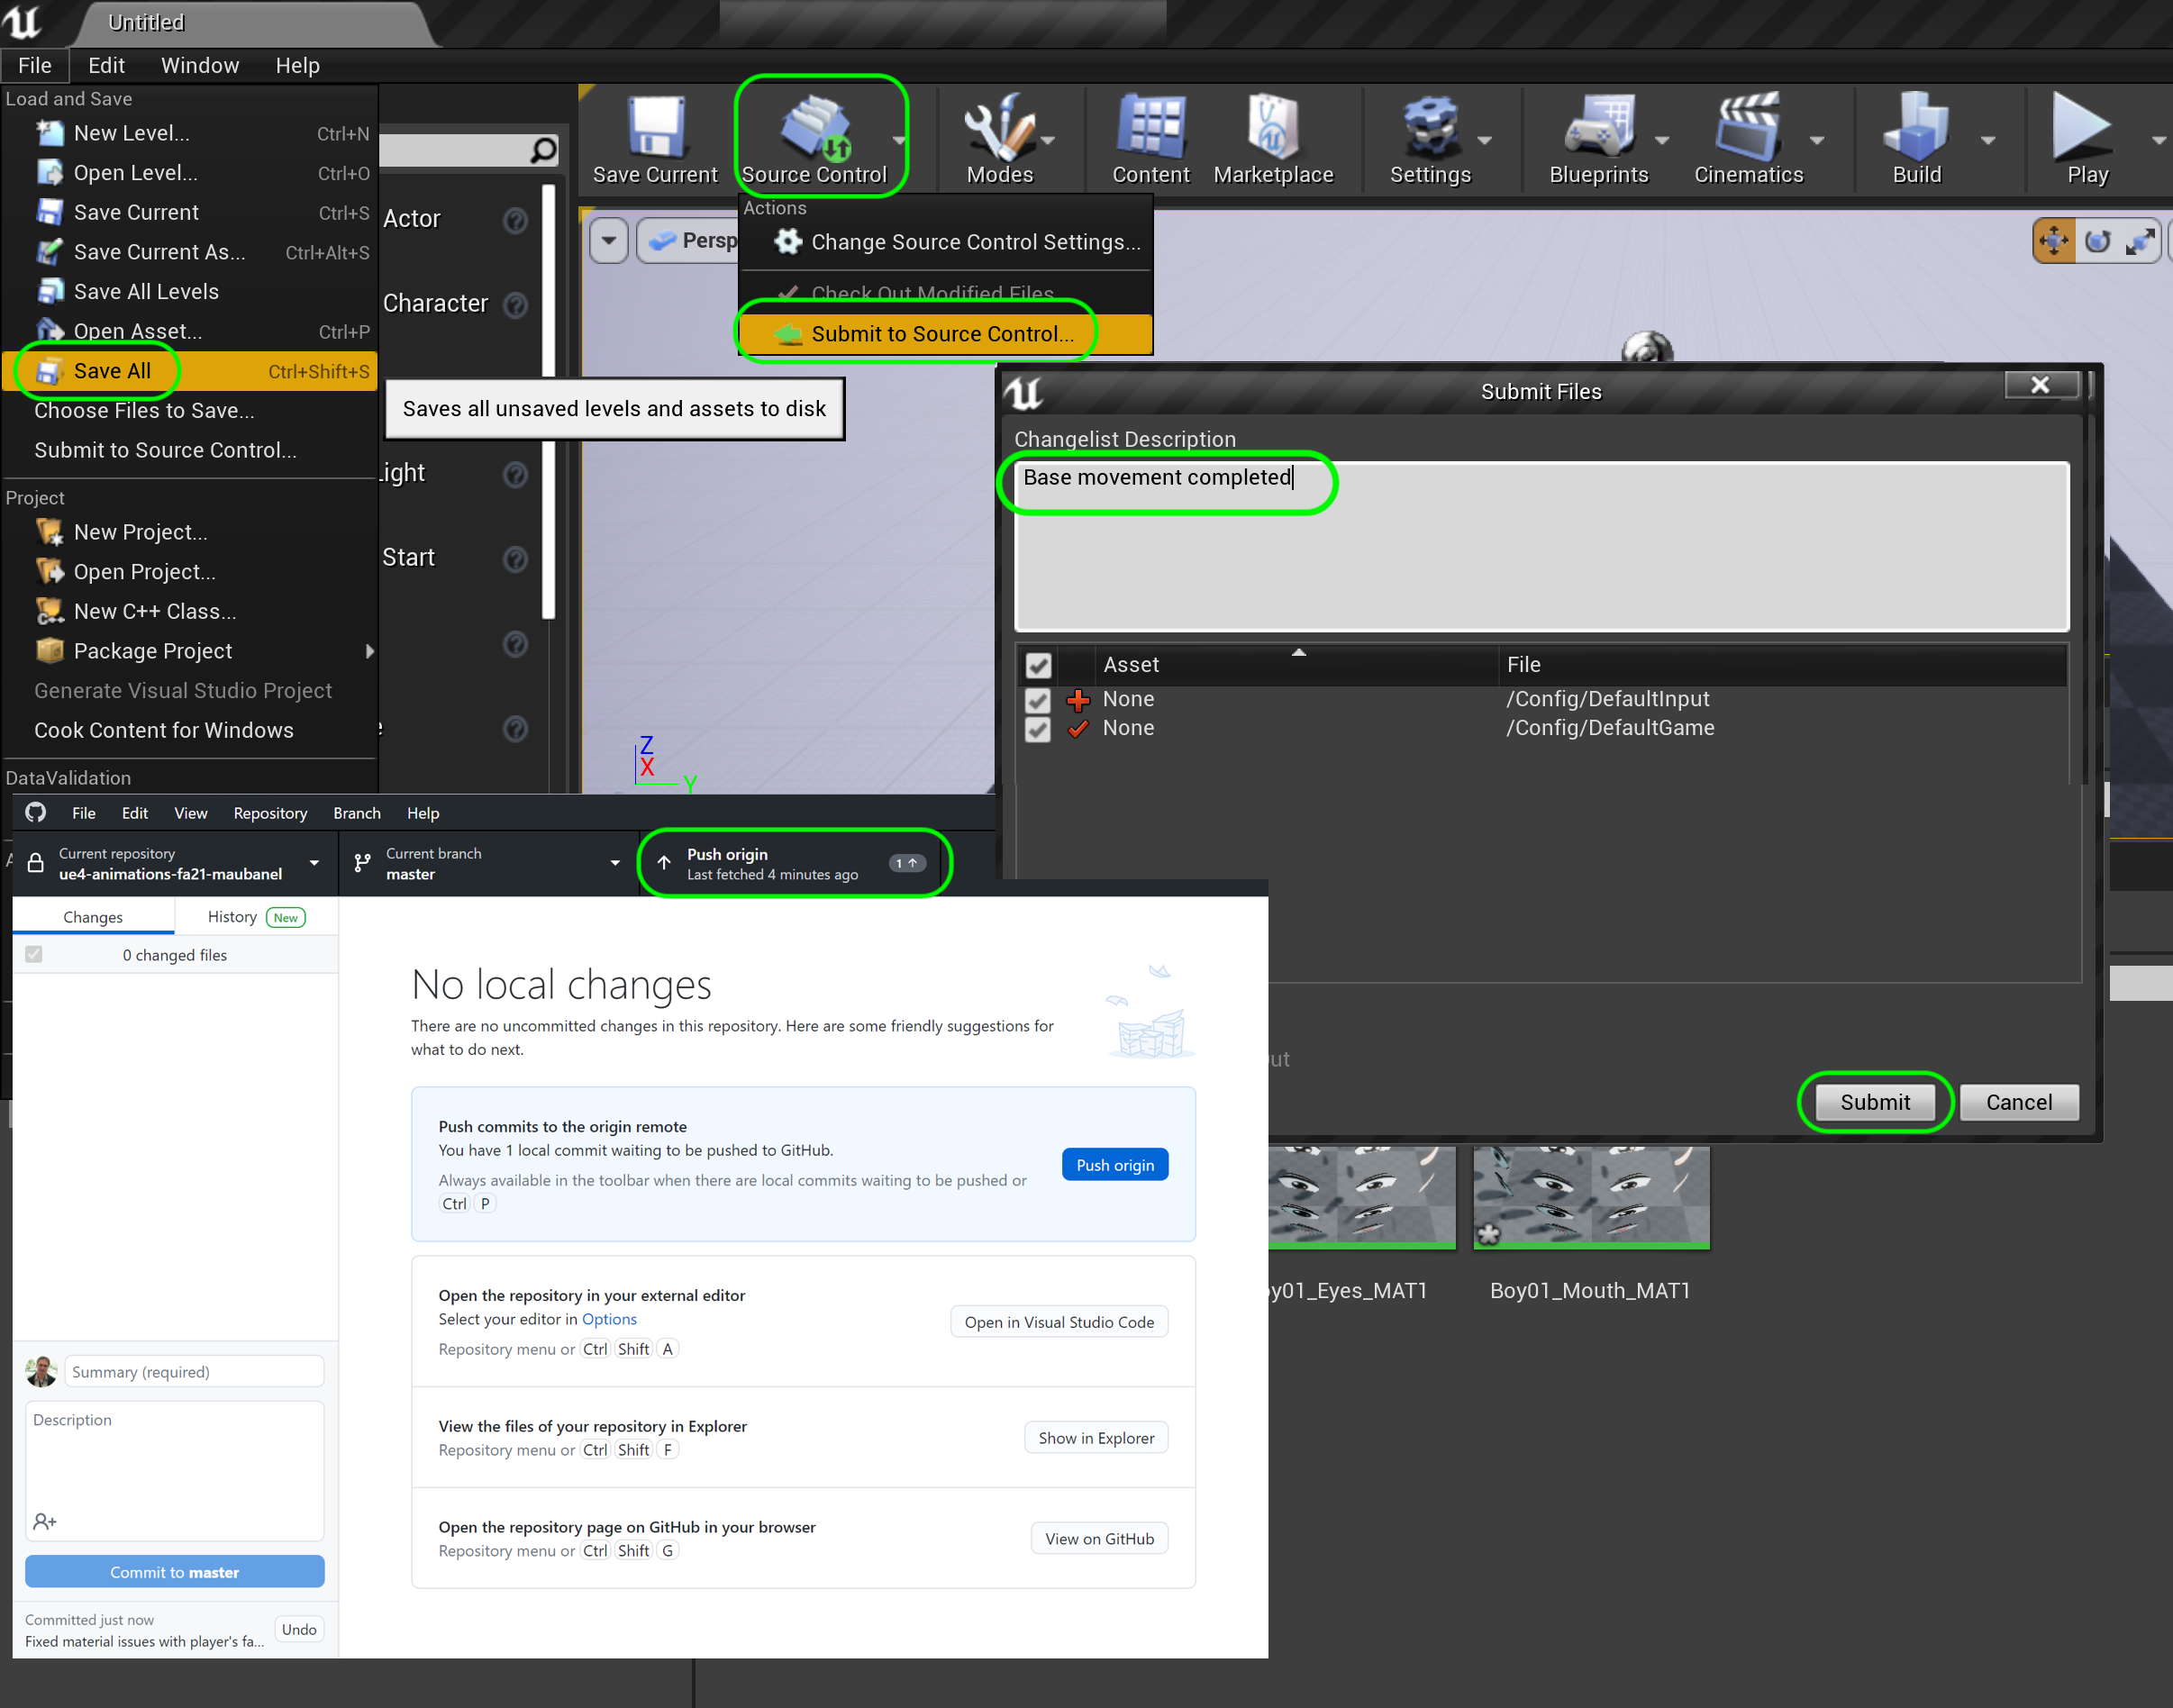 Untitled
File Edit Window Help
Load and Save
New Level... Ctrl+N
Open Level... Ctrl+O
Save Current Ctrl+S
Save Current As... Ctrl+Alt+S
Save All Levels
Open Asset... Ctrl+P
Save All Ctrl+Shift+S
Choose Files to Save...
Submit to Source Control...
Project
New Project...
Open Project...
New C++ Class...
Package Project
Generate Visual Studio Project
Cook Content for Windows
DataValidation
Actor
Character
Light
Start
Saves all unsaved levels and assets to disk
Save Current Source Control Modes Content Marketplace Settings Blueprints Cinematics Build Play
Persp
Actions
Change Source Control Settings...
Check Out Modified Files
Submit to Source Control...
Z
X
Y
Submit Files
Changelist Description
Base movement completed
Asset File
None /Config/DefaultInput
None /Config/DefaultGame
Submit Cancel
File Edit View Repository Branch Help
Current repository
ue4-animations-fa21-maubanel
Current branch
master
Push origin
Last fetched 4 minutes ago
1
Changes History New
0 changed files
No local changes
There are no uncommitted changes in this repository. Here are some friendly suggestions for
what to do next.
Push commits to the origin remote
You have 1 local commit waiting to be pushed to GitHub.
Always available in the toolbar when there are local commits waiting to be pushed or
Ctrl P
Push origin
Open the repository in your external editor
Select your editor in Options
Repository menu or Ctrl Shift A
Open in Visual Studio Code
View the files of your repository in Explorer
Repository menu or Ctrl Shift F
Show in Explorer
Open the repository page on GitHub in your browser
Repository menu or Ctrl Shift G
View on GitHub
Summary (required)
Description
Commit to master
Committed just now
Fixed material issues with player's fa...
Undo
y01_Eyes_MAT1
Boy01_Mouth_MAT1